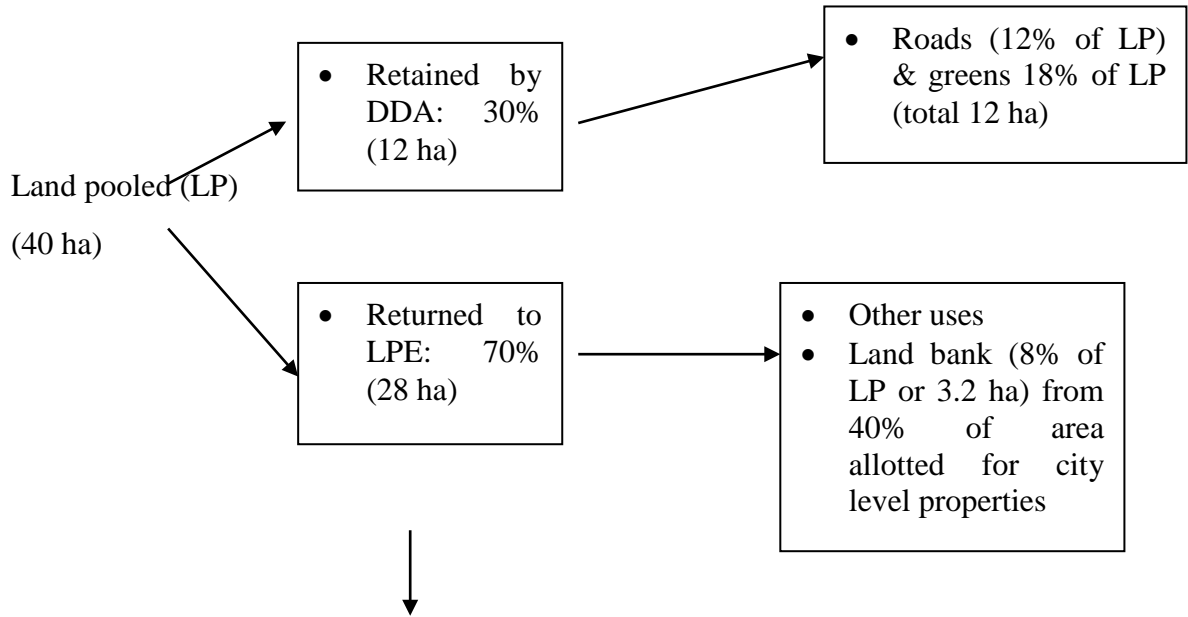 Land pooled (LP)
(40 ha)
● Retained by
DDA: 30%
(12 ha)
● Roads (12% of LP)
& greens 18% of LP
(total 12 ha)
● Returned to
LPE: 70%
(28 ha)
● Other uses
● Land bank (8% of
LP or 3.2 ha) from
40% of area
allotted for city
level properties